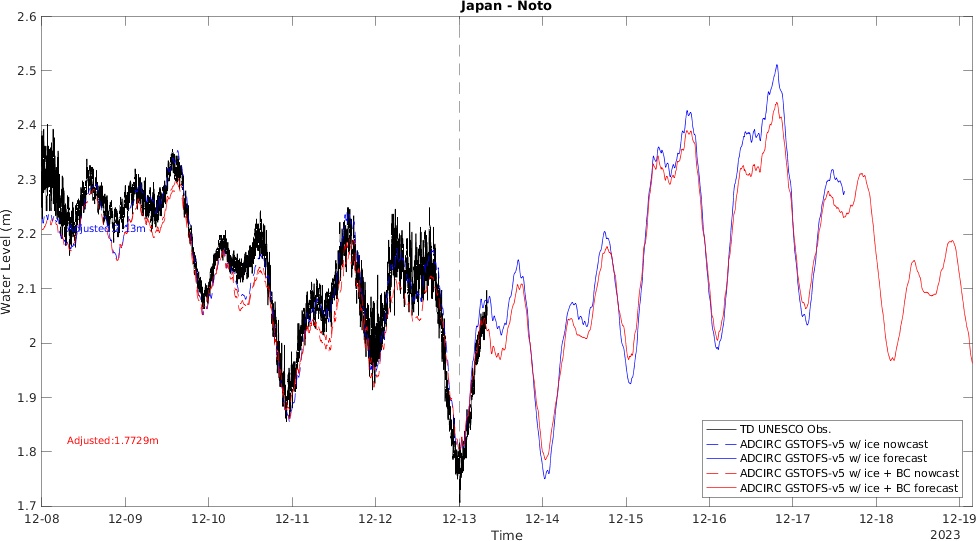 Japan - Noto
2.6
2.5
2.4
2.3
2.2
2.1
2
1.9
1.8
1.7
Water Level (m)
Adjusted:1.7729m
TD UNESCO Obs.
ADCIRC GSTOFS-v5 w/ ice nowcast
ADCIRC GSTOFS-v5 w/ ice forecast
ADCIRC GSTOFS-v5 w/ ice + BC nowcast
ADCIRC GSTOFS-v5 w/ ice + BC forecast
12-08 12-09 12-10 12-11 12-12 12-13 12-14 12-15 12-16 12-17 12-18 12-19
Time
2023